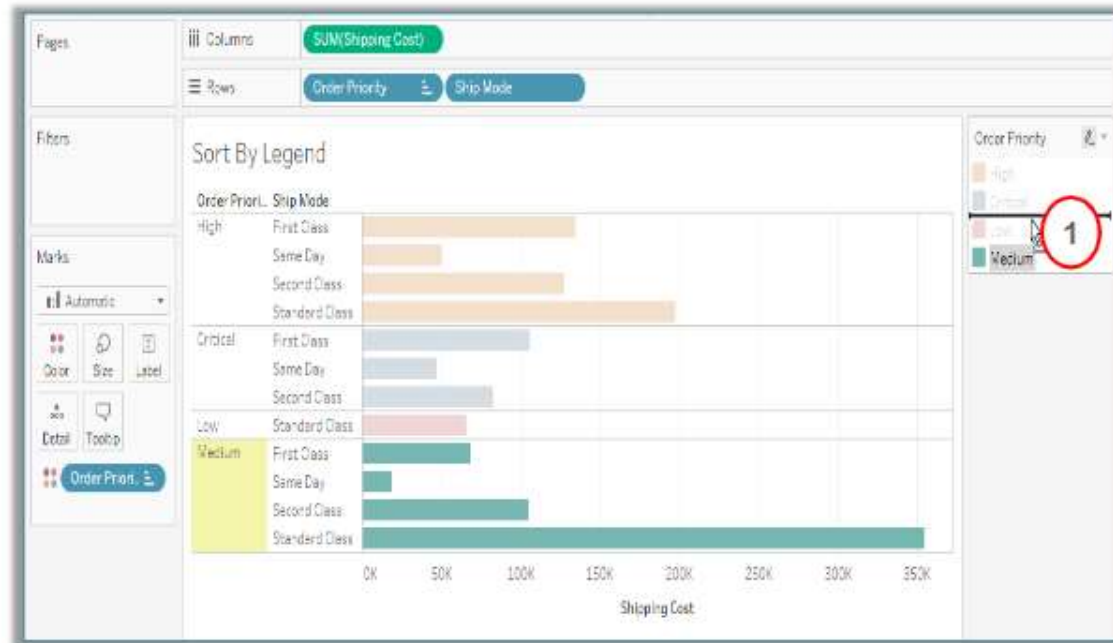 Pages
Columns SUM(Shipping Cost)
Rows Order Priority Ship Mode
Filters
Sort By Legend
Order Priority
High
Critical
Low
Medium
1
Order Priori.. Ship Mode
High First Class
Same Day
Second Class
Standard Class
Critical First Class
Same Day
Second Class
Low Standard Class
Medium First Class
Same Day
Second Class
Standard Class
0K 50K 100K 150K 200K 250K 300K 350K
Shipping Cost
Marks
Automatic
Color Size Label
Detail Tooltip
Order Priori..